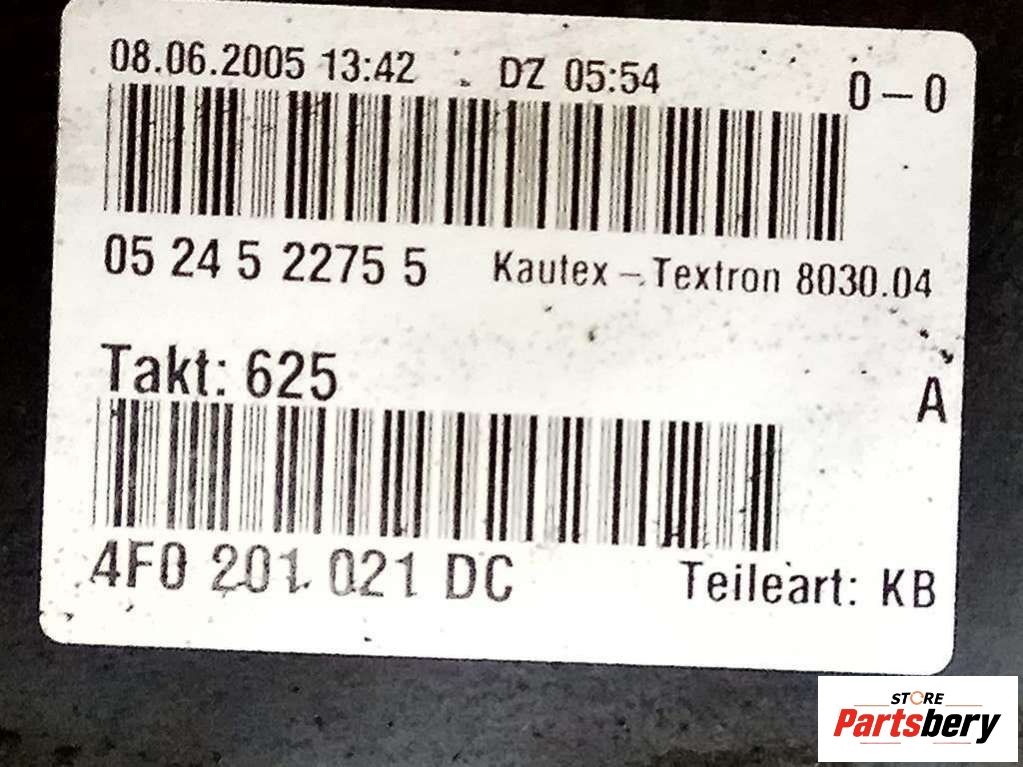 08.06.2005 13:42 DZ 05:54 0-0
05 24 5 2275 5 Kautex-Textron 8030.04
Takt: 625
A
4F0 201 021 DC Teileart: KB
STORE
Partsbery